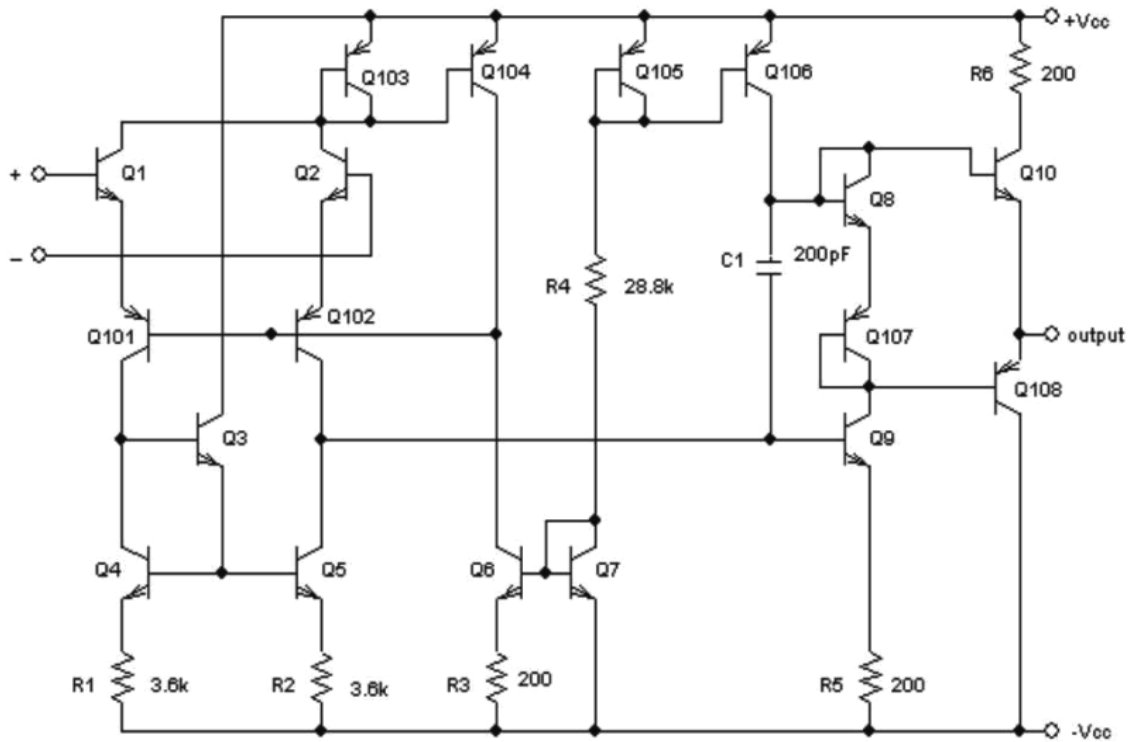 +Vcc
Q103
Q104
Q105
Q106
R6
200
+
Q1
Q2
Q8
Q10
–
C1
200pF
R4
28.8k
Q101
Q102
Q107
output
Q108
Q3
Q9
Q4
Q5
Q6
Q7
R1
3.6k
R2
3.6k
R3
200
R5
200
-Vcc